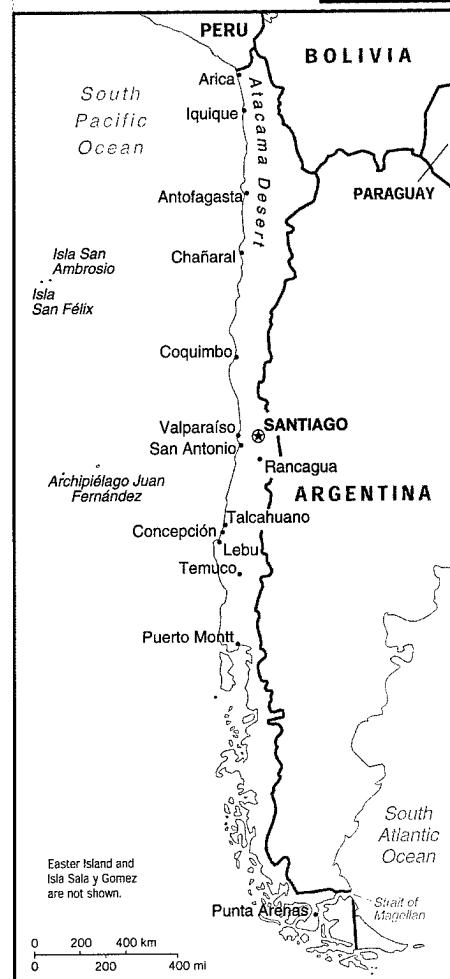 PERU
BOLIVIA
Arica
South
Pacific
Ocean
Iquique
Atacama Desert
PARAGUAY
Antofagasta
Chañaral
Isla San
Ambrosio
Isla
San Félix
Coquimbo
Valparaíso
SANTIAGO
San Antonio
Rancagua
Archipiélago Juan
Fernández
ARGENTINA
Talcahuano
Concepción
Lebu
Temuco
Puerto Montt
South
Atlantic
Ocean
Easter Island and
Isla Sala y Gomez
are not shown.
Strait of
Magellan
Punta Arenas
0 200 400 km
0 200 400 mi